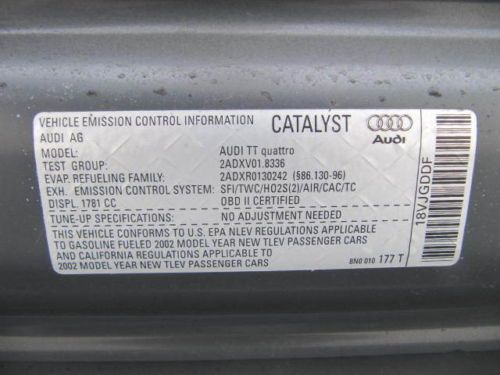 VEHICLE EMISSION CONTROL INFORMATION CATALYST
AUDI AG Audi
MODEL: AUDI TT quattro
TEST GROUP: 2ADXV01.8336
EVAP. REFUELING FAMILY: 2ADXR0130242 (§86.130-96)
EXH. EMISSION CONTROL SYSTEMS: SFI/TWC/HO2S(2)/AIR/CAC/TC
DISPL. 1781 CC OBD II CERTIFIED
TUNE-UP SPECIFICATIONS: NO ADJUSTMENTS NEEDED
THIS VEHICLE CONFORMS TO U.S. EPA NLEV REGULATIONS APPLICABLE
TO GASOLINE FUELED 2002 MODEL YEAR NEW TLEV PASSENGER CARS
AND CALIFORNIA REGULATIONS APPLICABLE TO
2002 MODEL YEAR NEW TLEV PASSENGER CARS
8N0 010 177 T
18VJGDDF